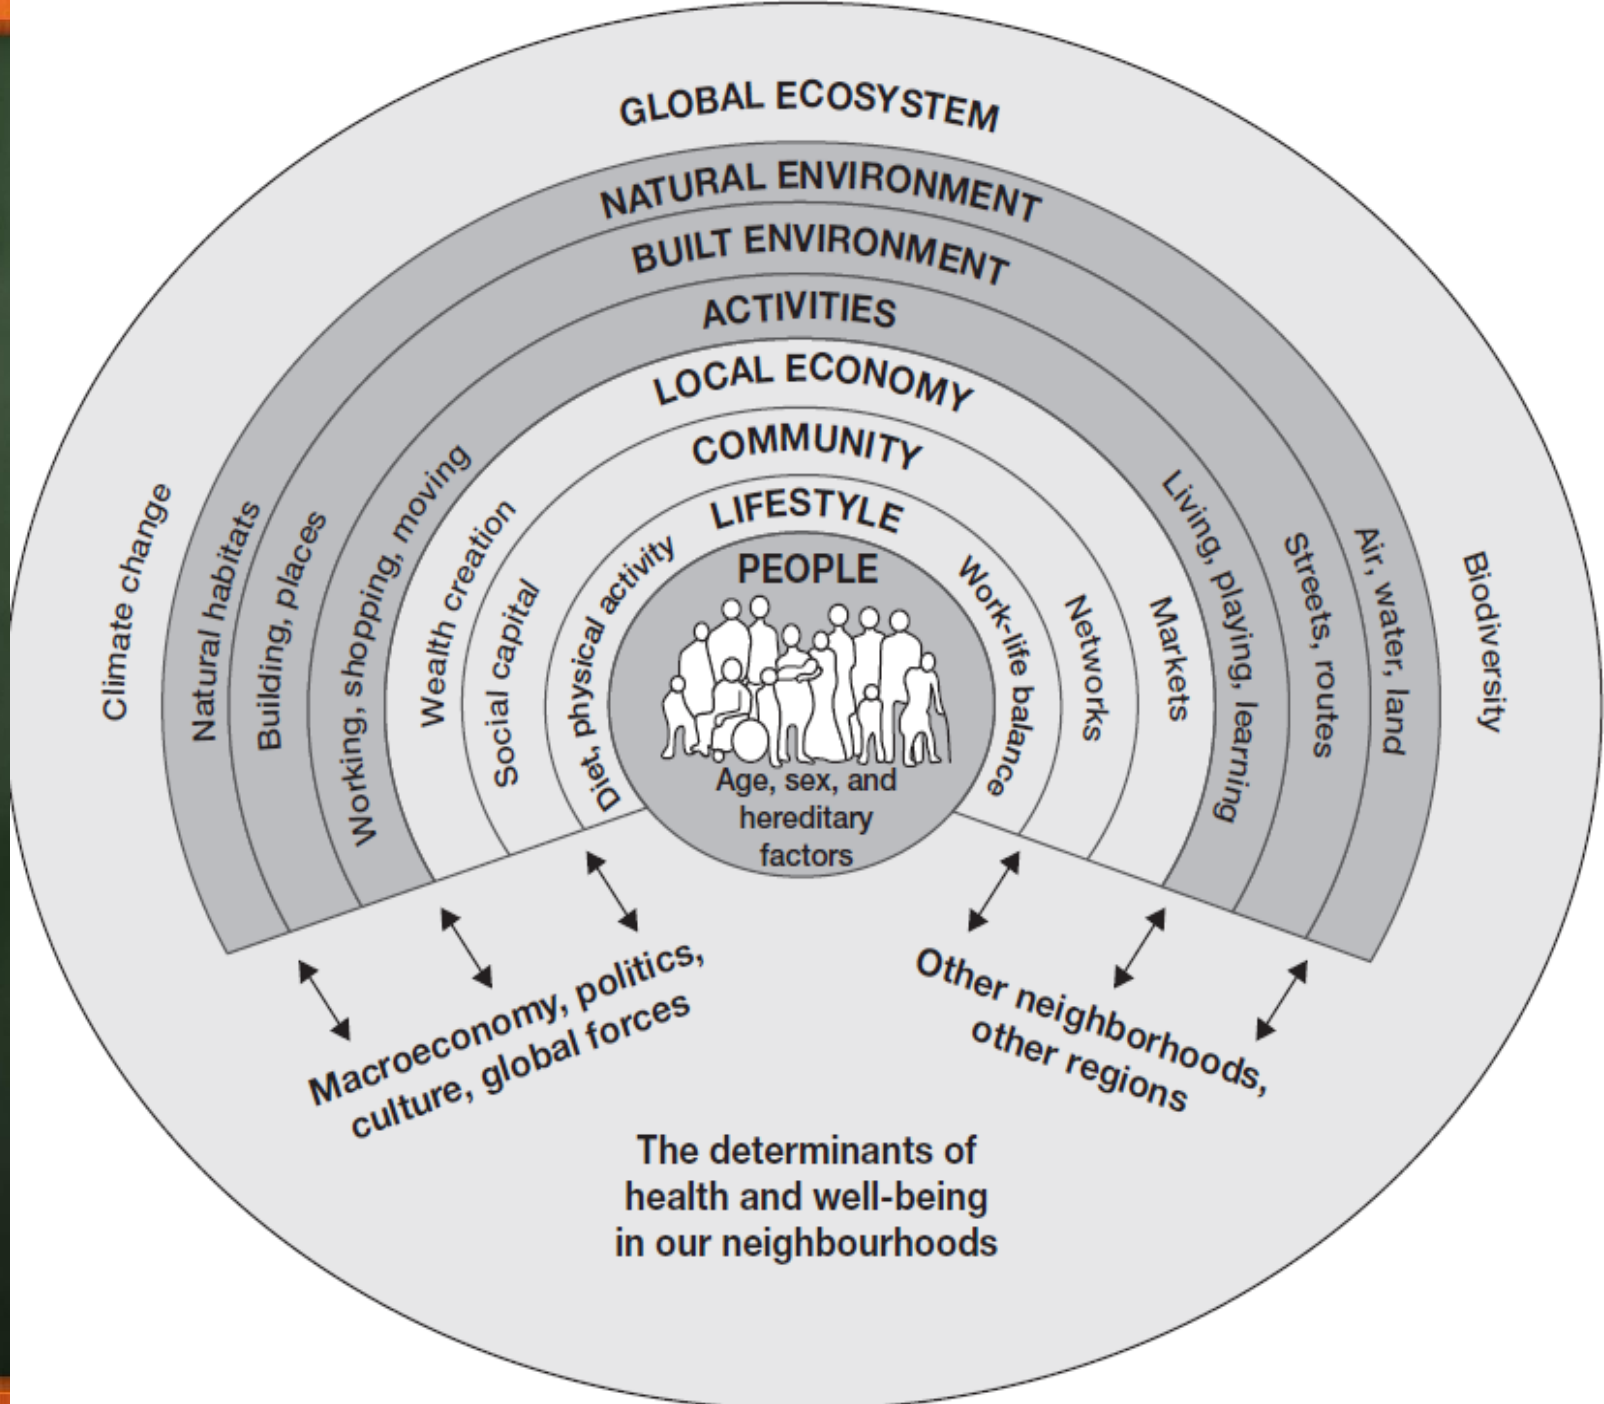 GLOBAL ECOSYSTEM
NATURAL ENVIRONMENT
BUILT ENVIRONMENT
ACTIVITIES
LOCAL ECONOMY
COMMUNITY
LIFESTYLE
PEOPLE
Age, sex, and
hereditary
factors
Climate change
Natural habitats
Building, places
Working, shopping, moving
Wealth creation
Social capital
Diet, physical activity
Work-life balance
Networks
Markets
Living, playing, learning
Streets, routes
Air, water, land
Biodiversity
Macroeconomy, politics,
culture, global forces
Other neighborhoods,
other regions
The determinants of
health and well-being
in our neighbourhoods